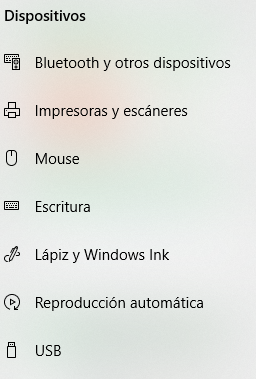 Dispositivos
Bluetooth y otros dispositivos
Impresoras y escáneres
Mouse
Escritura
Lápiz y Windows Ink
Reproducción automática
USB